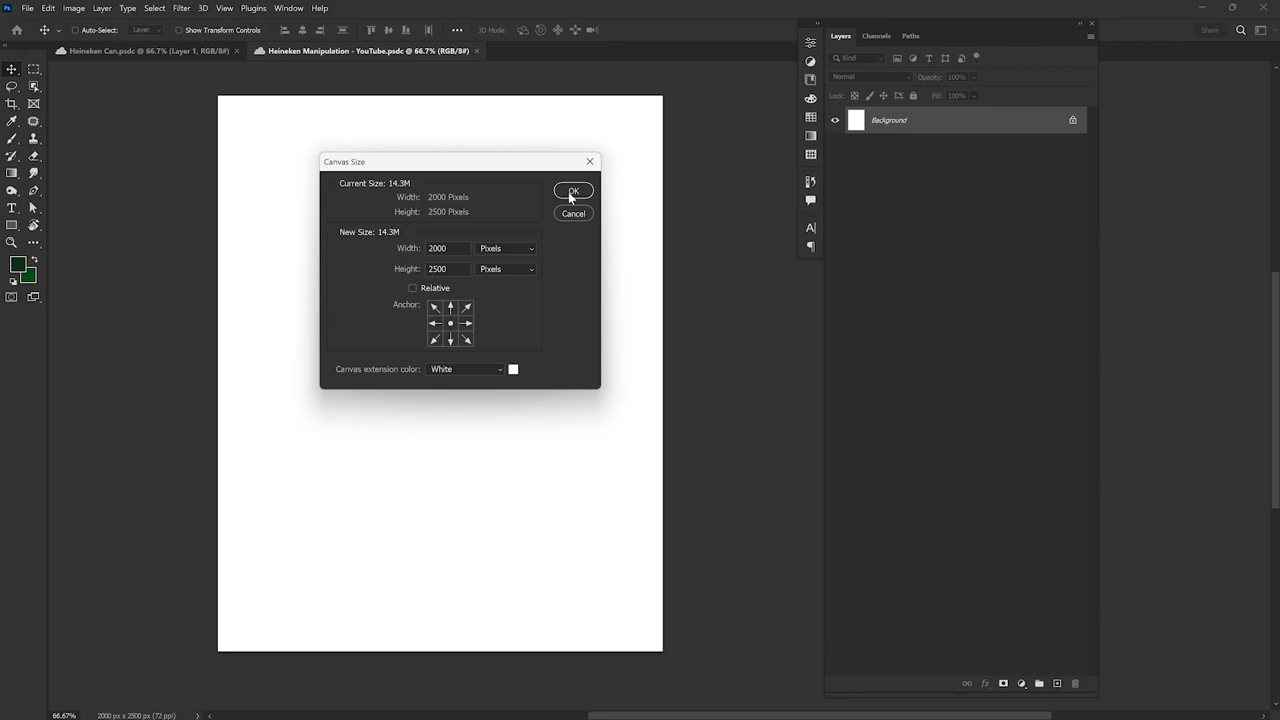 Ps File Edit Image Layer Type Select Filter 3D View Plugins Window Help
Auto-Select: Layer Show Transform Controls 3D Mode: Share
Heineken Can.psdc @ 66.7% (Layer 1, RGB/8#) × Heineken Manipulation - YouTube.psdc @ 66.7% (RGB/8#) ×
Layers Channels Paths
Kind
Normal Opacity: 100%
Lock: Fill: 100%
Background
Canvas Size
Current Size: 14.3M
Width: 2000 Pixels
Height: 2500 Pixels
OK
Cancel
New Size: 14.3M
Width: 2000 Pixels
Height: 2500 Pixels
Relative
Anchor:
Canvas extension color: White
fx
66.67% 2000 px x 2500 px (72 ppi)